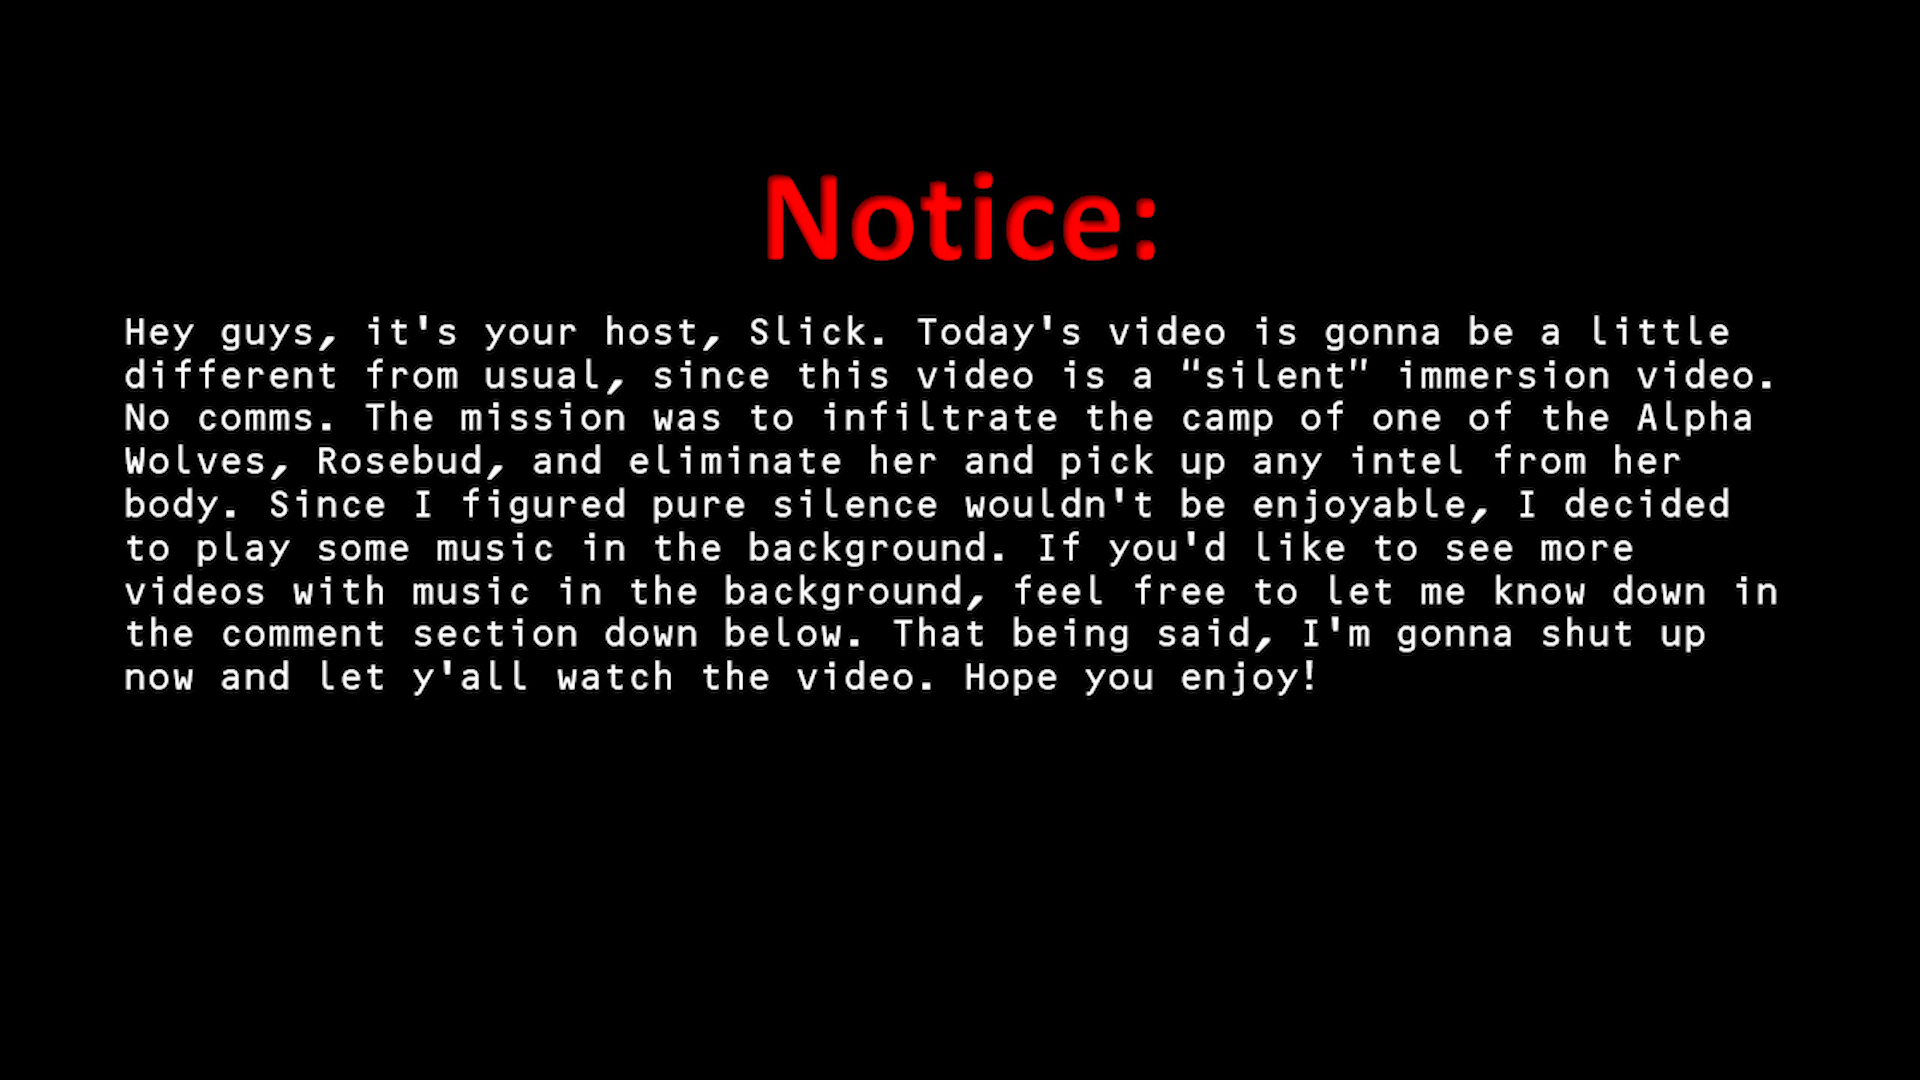 Notice:
Hey guys, it's your host, Slick. Today's video is gonna be a little
different from usual, since this video is a “silent” immersion video.
No comms. The mission was to infiltrate the camp of one of the Alpha
Wolves, Rosebud, and eliminate her and pick up any intel from her
body. Since I figured pure silence wouldn't be enjoyable, I decided
to play some music in the background. If you'd like to see more
videos with music in the background, feel free to let me know down in
the comment section down below. That being said, I'm gonna shut up
now and let y'all watch the video. Hope you enjoy!